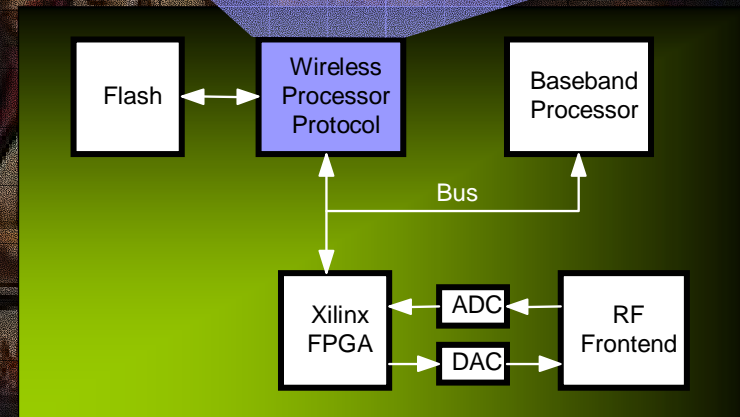 Flash
Wireless
Processor
Protocol
Baseband
Processor
Bus
Xilinx
FPGA
ADC
DAC
RF
Frontend